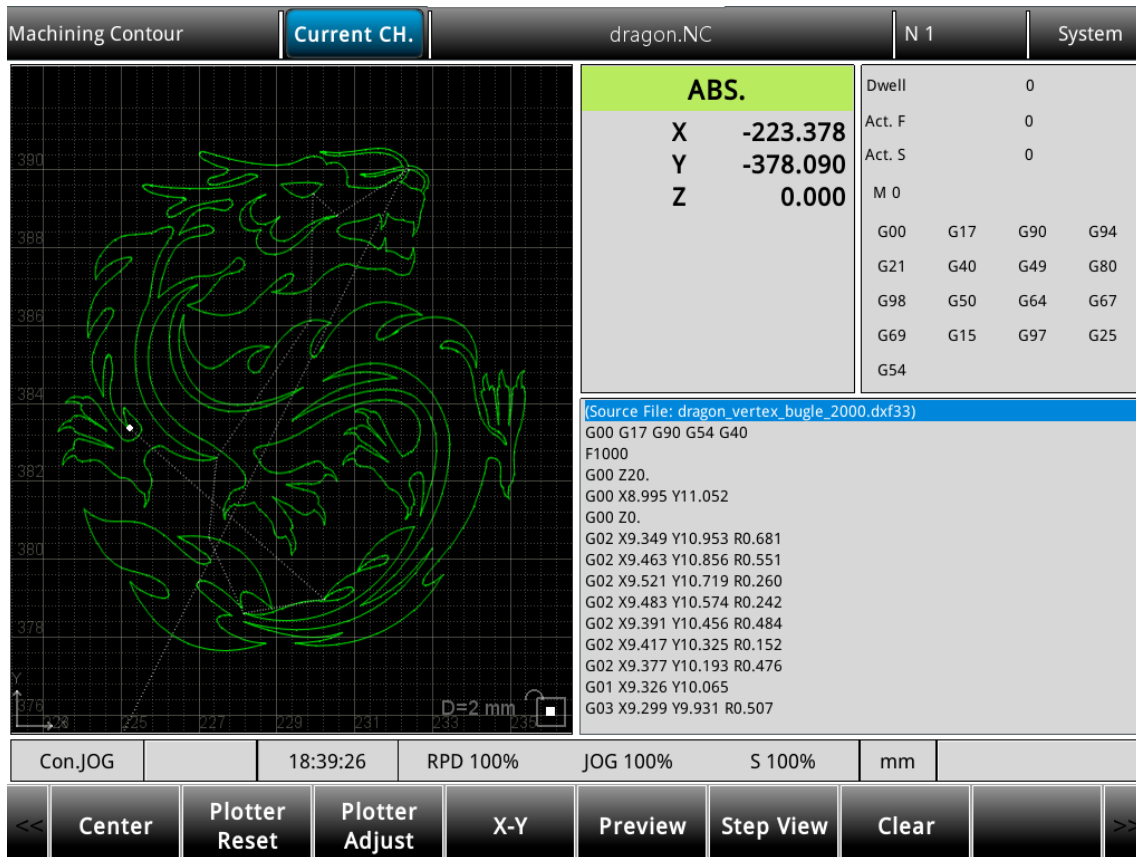 Machining Contour
Current CH.
dragon.NC
N 1
System
390
388
386
384
382
380
378
376
Y
X
223
225
227
229
231
233
235
D=2 mm
ABS.
X -223.378
Y -378.090
Z 0.000
Dwell 0
Act. F 0
Act. S 0
M 0
G00 G17 G90 G94
G21 G40 G49 G80
G98 G50 G64 G67
G69 G15 G97 G25
G54
(Source File: dragon_vertex_bugle_2000.dxf33)
G00 G17 G90 G54 G40
F1000
G00 Z20.
G00 X8.995 Y11.052
G00 Z0.
G02 X9.349 Y10.953 R0.681
G02 X9.463 Y10.856 R0.551
G02 X9.521 Y10.719 R0.260
G02 X9.483 Y10.574 R0.242
G02 X9.391 Y10.456 R0.484
G02 X9.417 Y10.325 R0.152
G02 X9.377 Y10.193 R0.476
G01 X9.326 Y10.065
G03 X9.299 Y9.931 R0.507
Con.JOG
18:39:26
RPD 100%
JOG 100%
S 100%
mm
<<
Center
Plotter
Reset
Plotter
Adjust
X-Y
Preview
Step View
Clear
>>